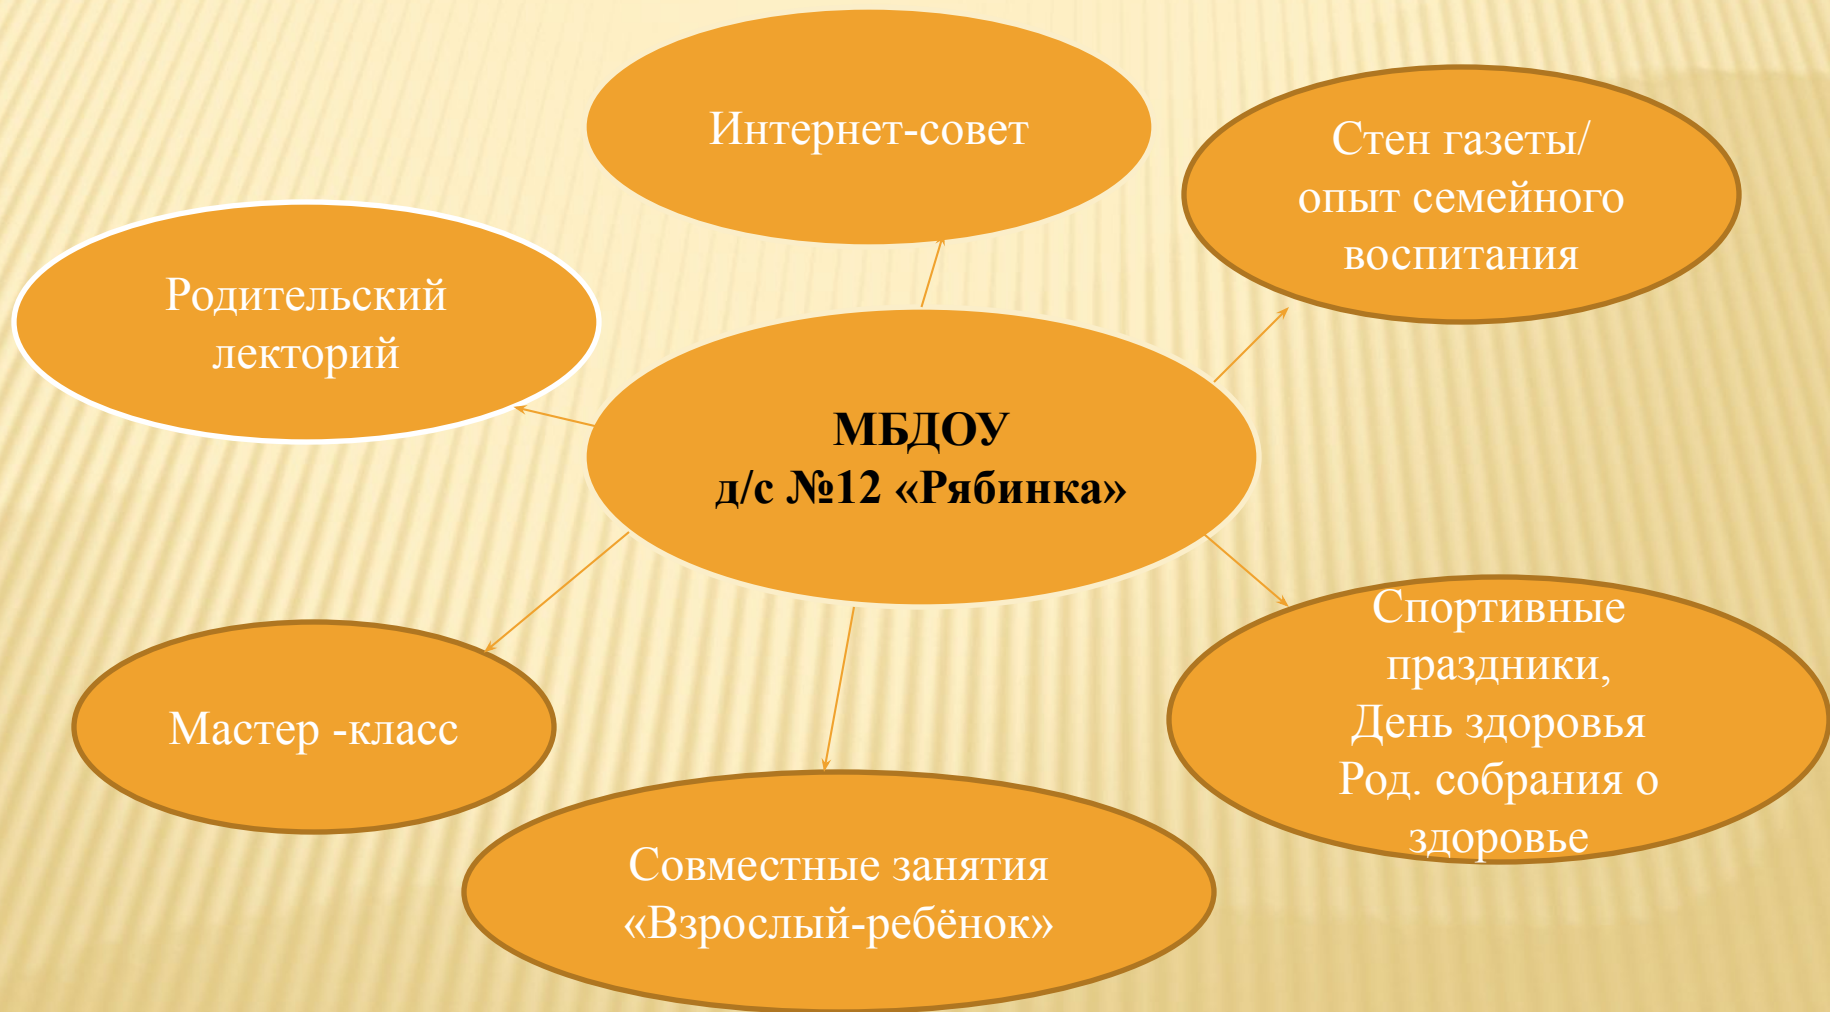 Интернет-совет
Стен газеты/
опыт семейного
воспитания
Родительский
лекторий
МБДОУ
д/с №12 «Рябинка»
Спортивные
праздники,
День здоровья
Род. собрания о
здоровье
Мастер -класс
Совместные занятия
«Взрослый-ребёнок»